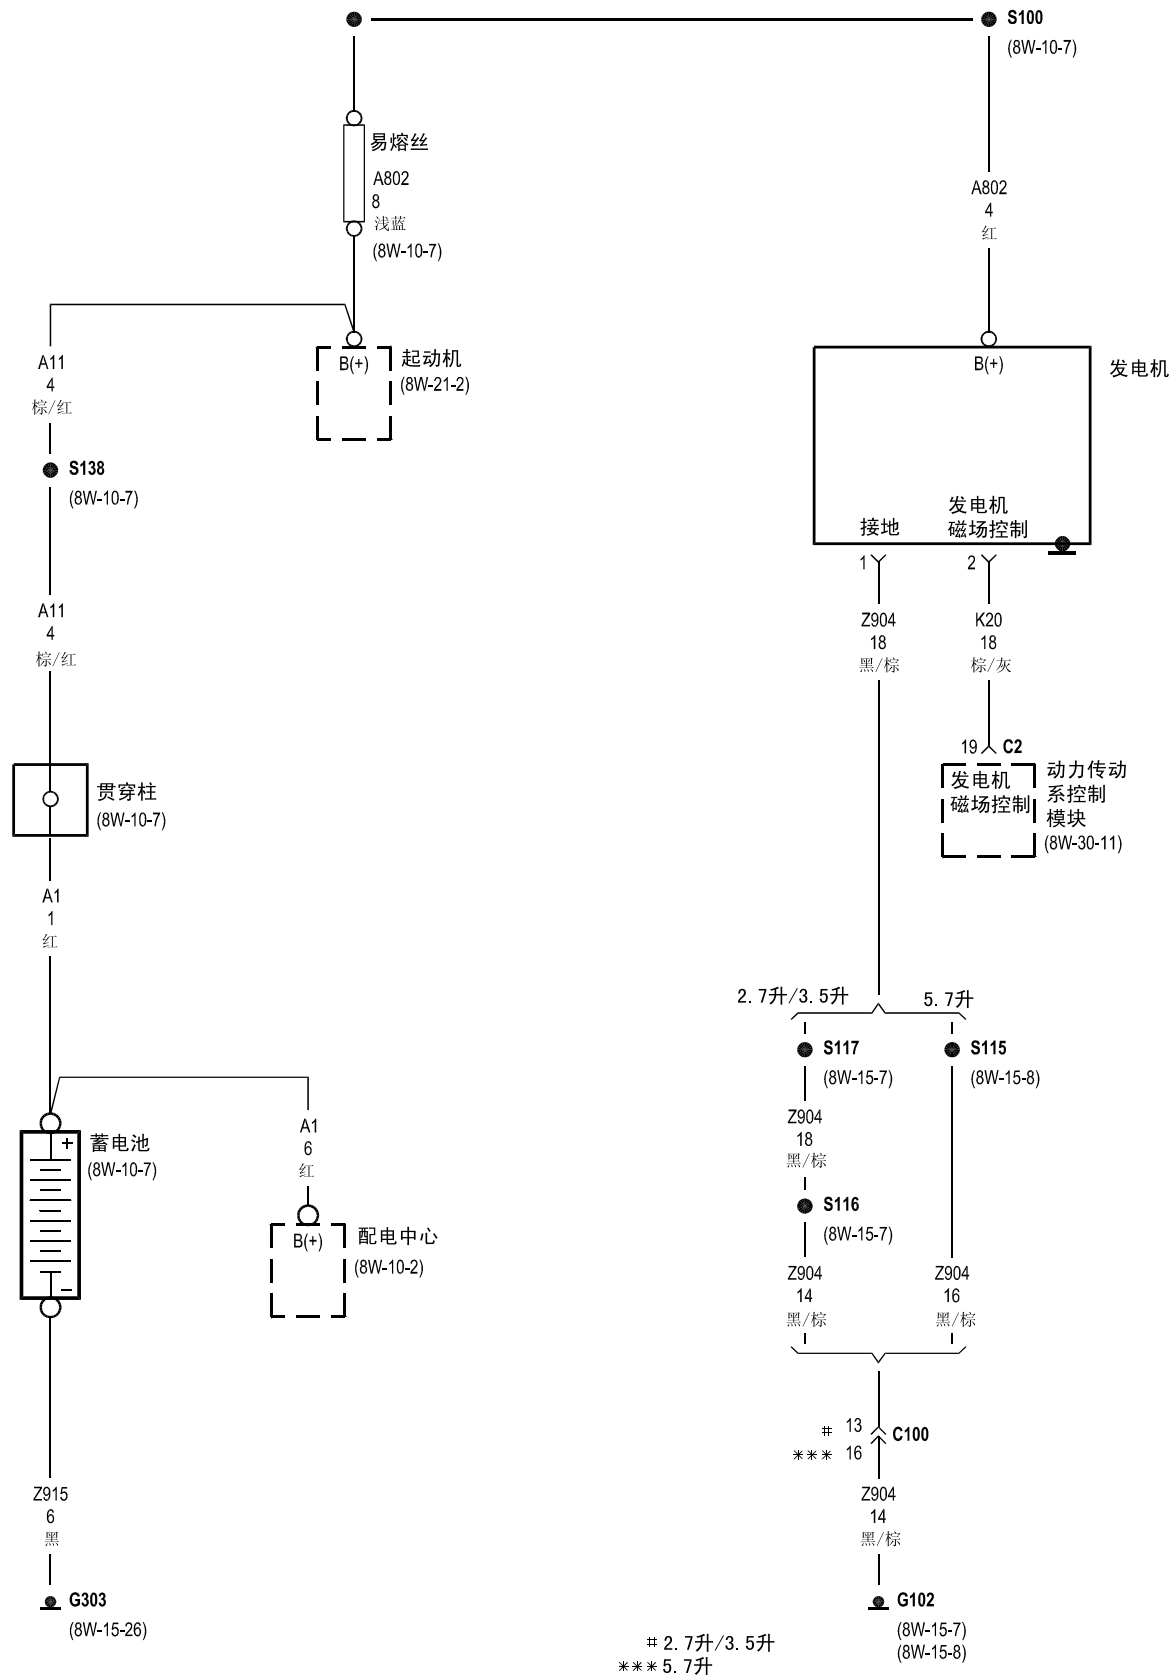 S100
(8W-10-7)
易熔丝
A802
8
浅蓝
(8W-10-7)
A802
4
红
A11
4
棕/红
B(+)
起动机
(8W-21-2)
B(+)
发电机
S138
(8W-10-7)
接地
发电机
磁场控制
1
2
A11
4
棕/红
Z904
18
黑/棕
K20
18
棕/灰
19
C2
发电机
磁场控制
动力传动
系控制
模块
(8W-30-11)
贯穿柱
(8W-10-7)
A1
1
红
2.7升/3.5升
5.7升
S117
(8W-15-7)
S115
(8W-15-8)
Z904
18
黑/棕
S116
(8W-15-7)
+
蓄电池
(8W-10-7)
−
A1
6
红
B(+)
配电中心
(8W-10-2)
Z904
14
黑/棕
Z904
16
黑/棕
# 13
*** 16
C100
Z915
6
黑
Z904
14
黑/棕
G303
(8W-15-26)
G102
(8W-15-7)
(8W-15-8)
# 2.7升/3.5升
*** 5.7升